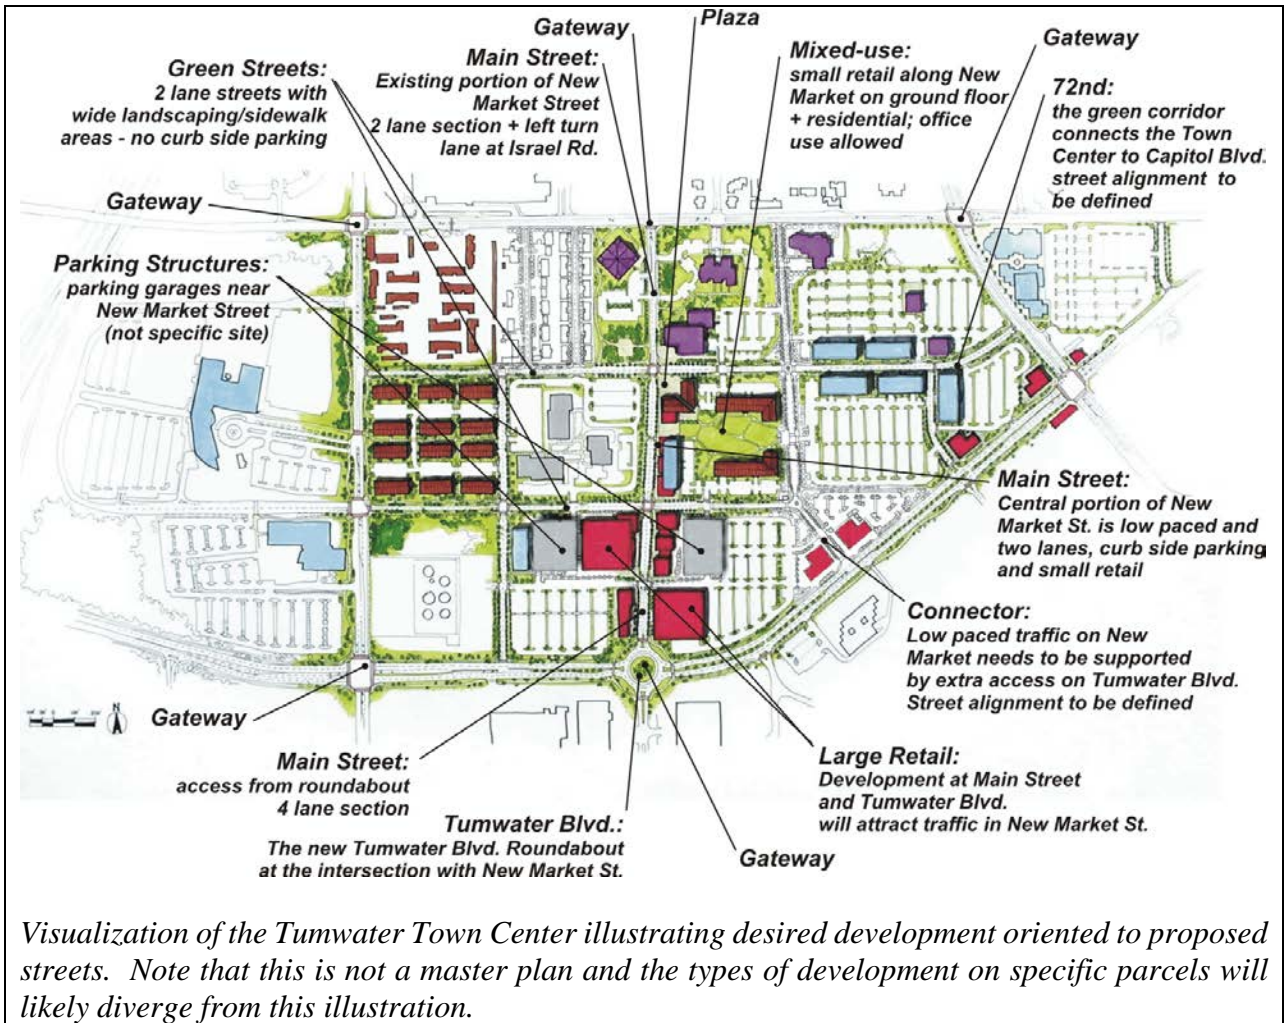 Gateway
Plaza
Gateway
Green Streets:
2 lane streets with
wide landscaping/sidewalk
areas - no curb side parking
Main Street:
Existing portion of New
Market Street
2 lane section + left turn
lane at Israel Rd.
Mixed-use:
small retail along New
Market on ground floor
+ residential; office
use allowed
72nd:
the green corridor
connects the Town
Center to Capitol Blvd.
street alignment to
be defined
Gateway
Parking Structures:
parking garages near
New Market Street
(not specific site)
Main Street:
Central portion of New
Market St. is low paced and
two lanes, curb side parking
and small retail
Connector:
Low paced traffic on New
Market needs to be supported
by extra access on Tumwater Blvd.
Street alignment to be defined
N
Gateway
Main Street:
access from roundabout
4 lane section
Large Retail:
Development at Main Street
and Tumwater Blvd.
will attract traffic in New Market St.
Tumwater Blvd.:
The new Tumwater Blvd. Roundabout
at the intersection with New Market St.
Gateway
Visualization of the Tumwater Town Center illustrating desired development oriented to proposed
streets. Note that this is not a master plan and the types of development on specific parcels will
likely diverge from this illustration.